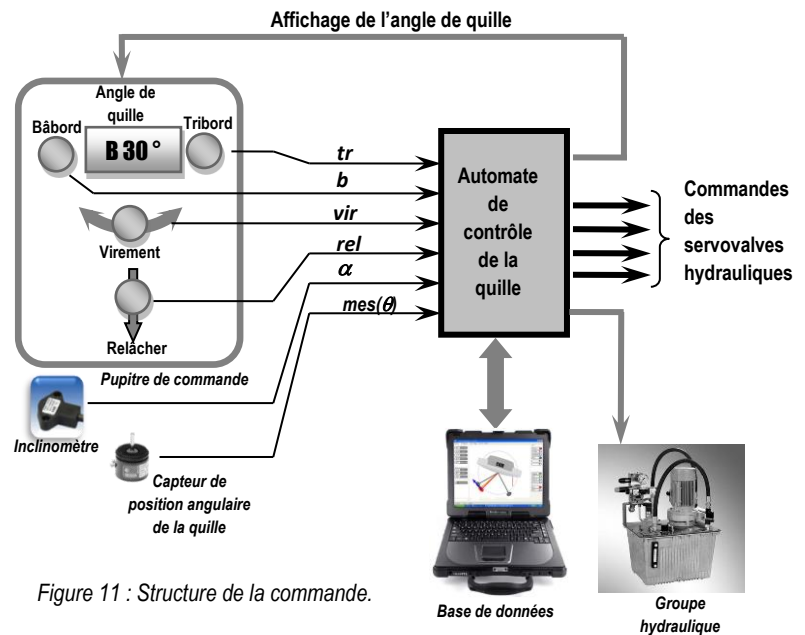 Affichage de l'angle de quille
Angle de
quille
Bâbord
Tribord
B 30 °
Virement
Relâcher
Pupitre de commande
tr
b
vir
rel
α
mes(θ)
Automate
de
contrôle
de la
quille
Commandes
des
servovalves
hydrauliques
Inclinomètre
Capteur de
position angulaire
de la quille
Base de données
Groupe
hydraulique
Figure 11 : Structure de la commande.